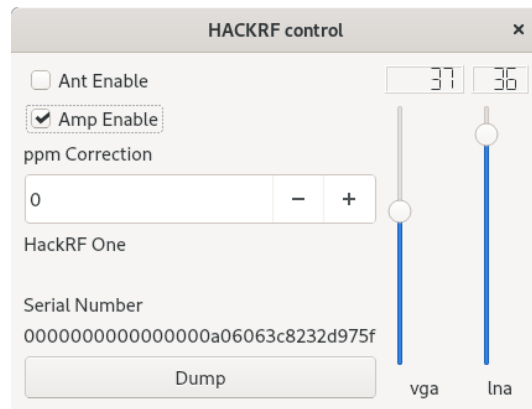 HACKRF control
×
Ant Enable
37 36
Amp Enable
ppm Correction
0 − +
HackRF One
Serial Number
0000000000000000a06063c8232d975f
Dump
vga lna